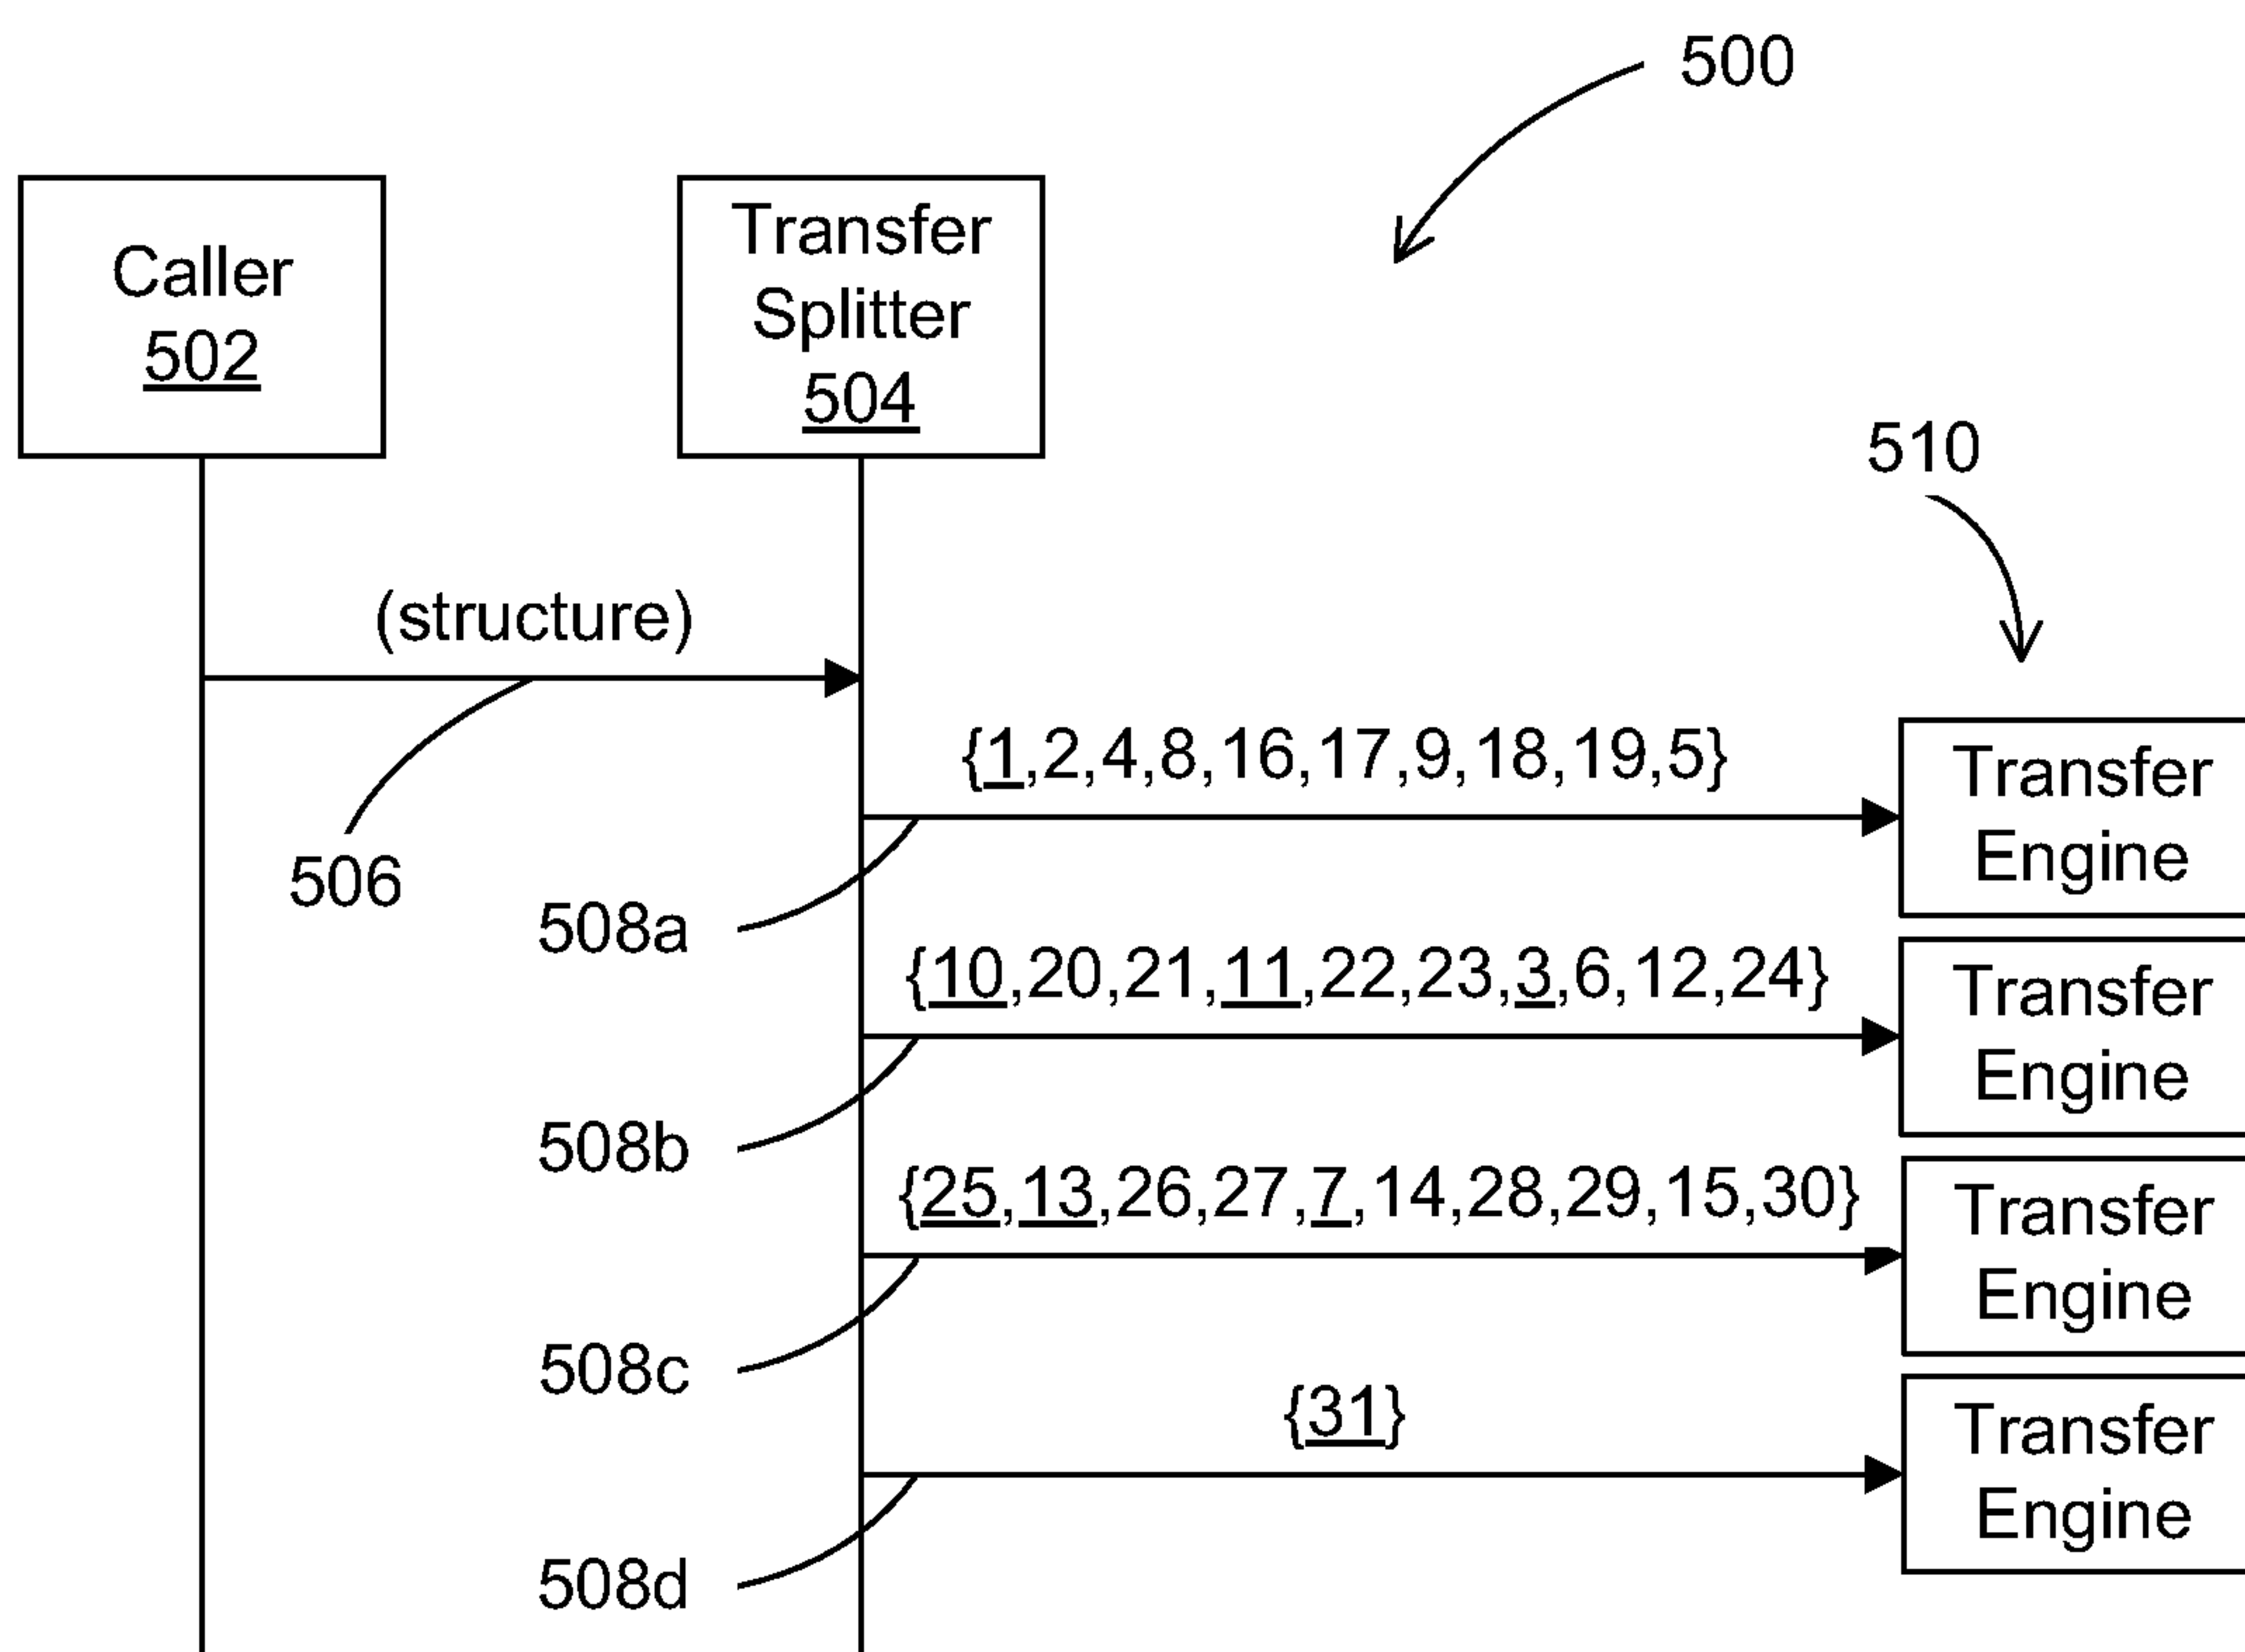 500
Caller
502
Transfer
Splitter
504
510
(structure)
506
{1,2,4,8,16,17,9,18,19,5}
Transfer
Engine
508a
{10,20,21,11,22,23,3,6,12,24}
Transfer
Engine
508b
{25,13,26,27,7,14,28,29,15,30}
Transfer
Engine
508c
{31}
Transfer
Engine
508d